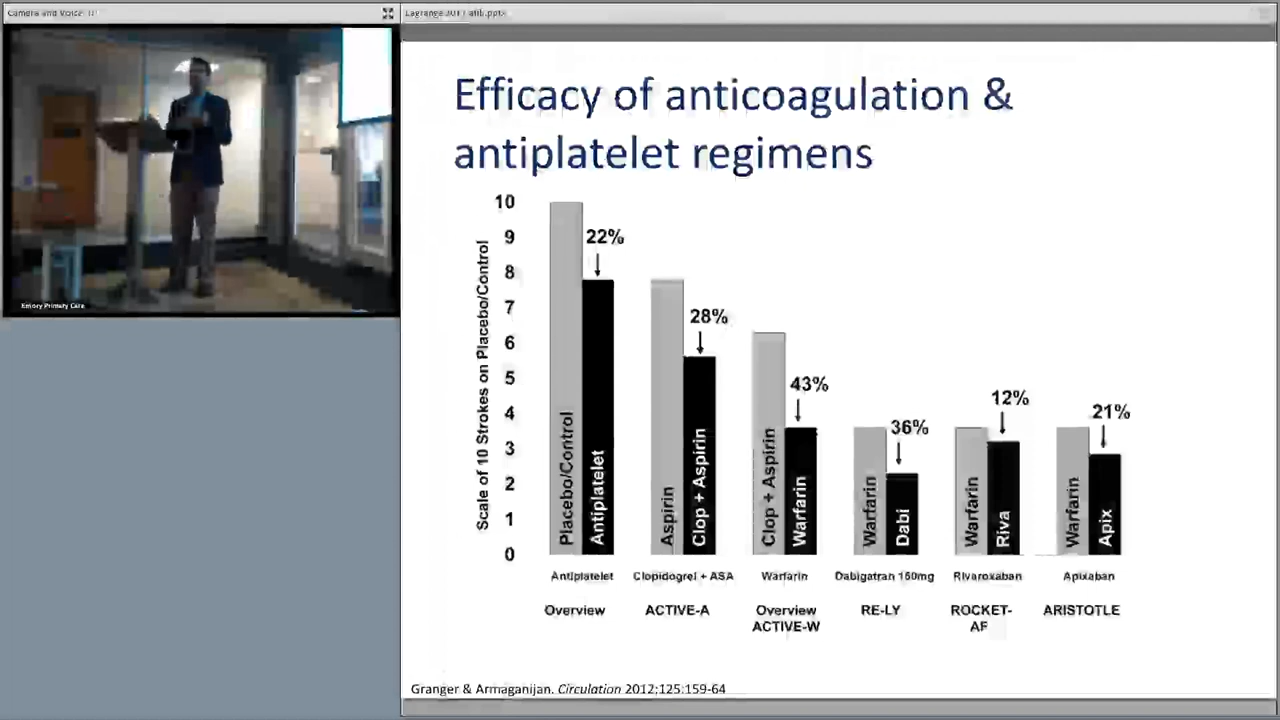 Camera and Voice
Lagrange 2017 afib.pptx
Emory Primary Care
Efficacy of anticoagulation &
antiplatelet regimens
Scale of 10 Strokes on Placebo/Control
10
9
8
7
6
5
4
3
2
1
0
22%
28%
43%
36%
12%
21%
Placebo/Control
Antiplatelet
Aspirin
Clop + Aspirin
Clop + Aspirin
Warfarin
Warfarin
Dabi
Warfarin
Riva
Warfarin
Apix
Antiplatelet Clopidogrel + ASA Warfarin Dabigatran 150mg Rivaroxaban Apixaban
Overview ACTIVE-A Overview RE-LY ROCKET- ARISTOTLE
ACTIVE-W AF
Granger & Armaganijan. Circulation 2012;125:159-64